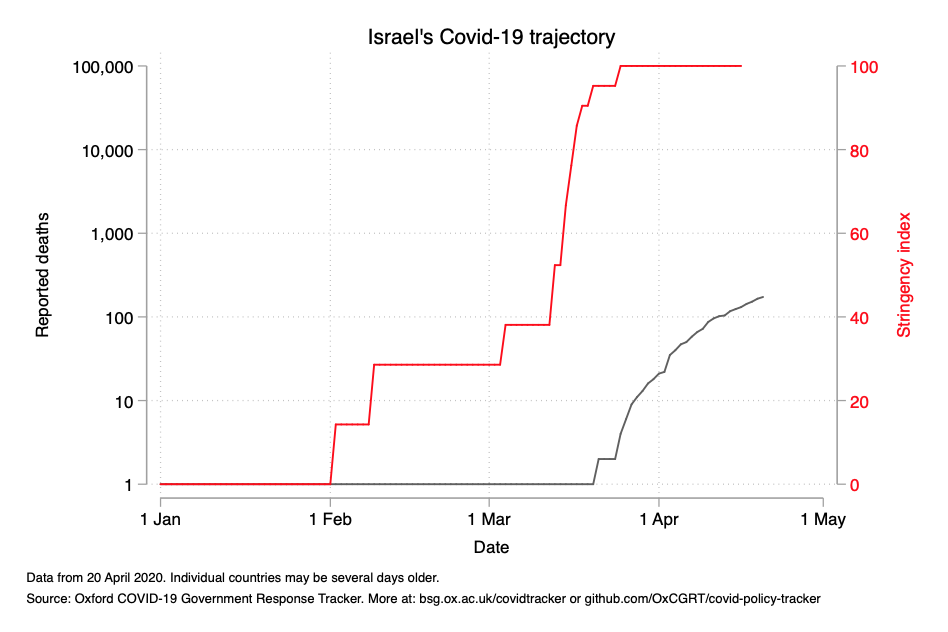 Israel's Covid-19 trajectory
100,000
10,000
1,000
100
10
1
Reported deaths
100
80
60
40
20
0
Stringency index
1 Jan
1 Feb
1 Mar
1 Apr
1 May
Date
Data from 20 April 2020. Individual countries may be several days older.
Source: Oxford COVID-19 Government Response Tracker. More at: bsg.ox.ac.uk/covidtracker or github.com/OxCGRT/covid-policy-tracker